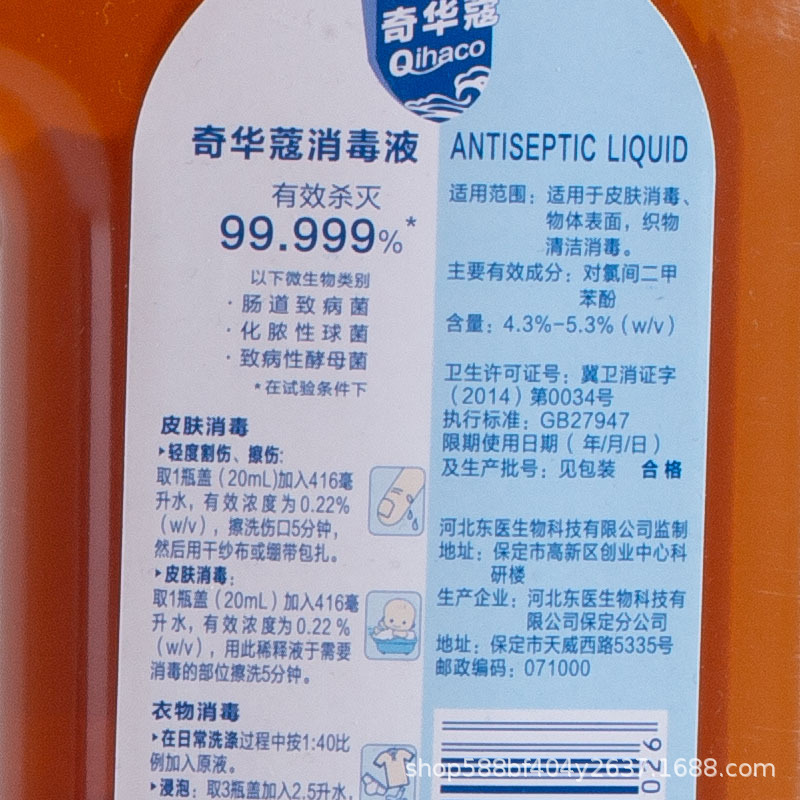 奇华蔻
Qihaco
奇华蔻消毒液
有效杀灭
99.999%*
以下微生物类别
·肠道致病菌
·化脓性球菌
·致病性酵母菌
*在试验条件下
皮肤消毒
▸轻度割伤、擦伤:
取1瓶盖（20mL)加入416毫
升水，有效浓度为0.22%
(w/v)，擦洗伤口5分钟，
然后用干纱布或绷带包扎。
▸皮肤消毒：
取1瓶盖（20mL）加入416毫
升水，有效浓度为0.22%
(w/v)，用此稀释液于需要
消毒的部位擦洗5分钟。
衣物消毒
▸在日常洗涤过程中按1:40比
例加入原液。
▸浸泡：取3瓶盖加入2.5升水，
ANTISEPTIC LIQUID
适用范围：适用于皮肤消毒、
物体表面，织物
清洁消毒。
主要有效成分：对氯间二甲
苯酚
含量：4.3%-5.3%(w/v)
卫生许可证号：冀卫消证字
（2014）第0034号
执行标准：GB27947
限期使用日期（年/月/日）
及生产批号：见包装 合格
河北东医生物科技有限公司监制
地址：保定市高新区创业中心科
研楼
生产企业：河北东医生物科技有
限公司保定分公司
地址：保定市天威西路5335号
邮政编码：071000
920
shop588bf404y2637.1688.com